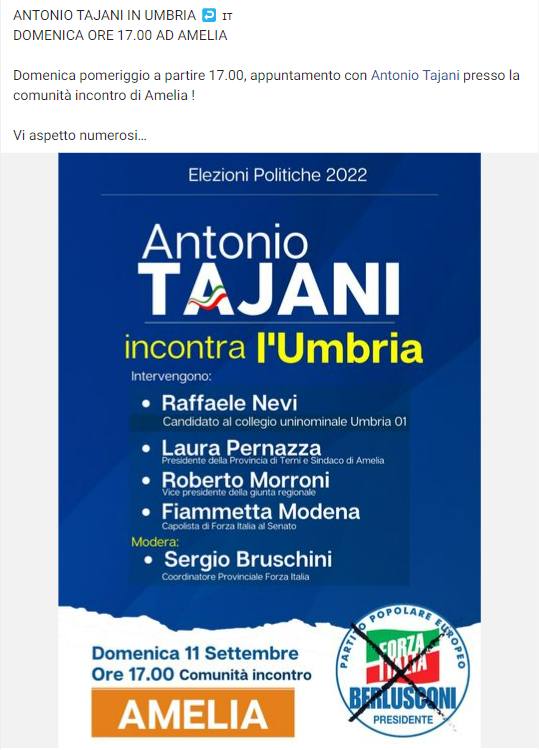 ANTONIO TAJANI IN UMBRIA IT
DOMENICA ORE 17.00 AD AMELIA
Domenica pomeriggio a partire 17.00, appuntamento con Antonio Tajani presso la
comunità incontro di Amelia !
Vi aspetto numerosi...
Elezioni Politiche 2022
Antonio
TAJANI
incontra l'Umbria
Intervengono:
• Raffaele Nevi
Candidato al collegio uninominale Umbria 01
• Laura Pernazza
Presidente della Provincia di Terni e Sindaco di Amelia
• Roberto Morroni
Vice presidente della giunta regionale
• Fiammetta Modena
Capolista di Forza Italia al Senato
Modera:
• Sergio Bruschini
Coordinatore Provinciale Forza Italia
Domenica 11 Settembre
Ore 17.00 Comunità incontro
AMELIA
PARTITO POPOLARE EUROPEO
FORZA
ITALIA
BERLUSCONI
PRESIDENTE